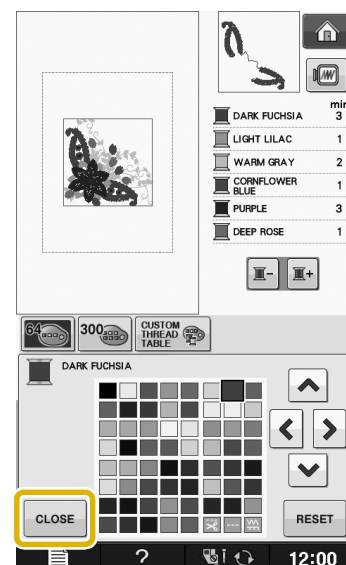 min
DARK FUCHSIA 3
LIGHT LILAC 1
WARM GRAY 2
CORNFLOWER
BLUE 1
PURPLE 3
DEEP ROSE 1
- +
64 300 CUSTOM
THREAD
TABLE
DARK FUCHSIA
CLOSE RESET
? 12:00